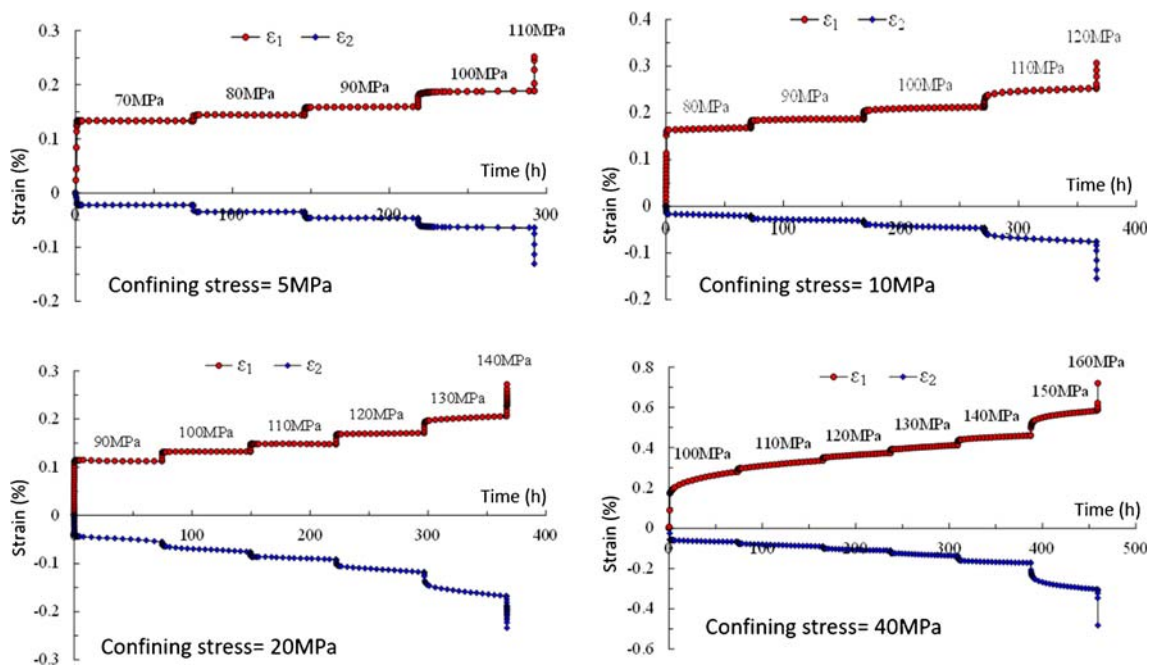 0.3
ε1 ε2
110MPa
0.2
100MPa
90MPa
80MPa
70MPa
0.1
Strain (%)
Time (h)
0
0 100 200 300
-0.1
-0.2
Confining stress= 5MPa
0.4
ε1 ε2
120MPa
0.3
110MPa
100MPa
90MPa
80MPa
0.2
0.1
Strain (%)
Time (h)
0
0 100 200 300 400
-0.1
-0.2
Confining stress= 10MPa
0.3
ε1 ε2
140MPa
130MPa
0.2
120MPa
110MPa
100MPa
90MPa
0.1
Strain (%)
Time (h)
0
0 100 200 300 400
-0.1
-0.2
-0.3
Confining stress= 20MPa
0.8
ε1 ε2
160MPa
150MPa
0.6
140MPa
130MPa
120MPa
110MPa
100MPa
0.4
0.2
Strain (%)
Time (h)
0
0 100 200 300 400 500
-0.2
-0.4
-0.6
Confining stress= 40MPa